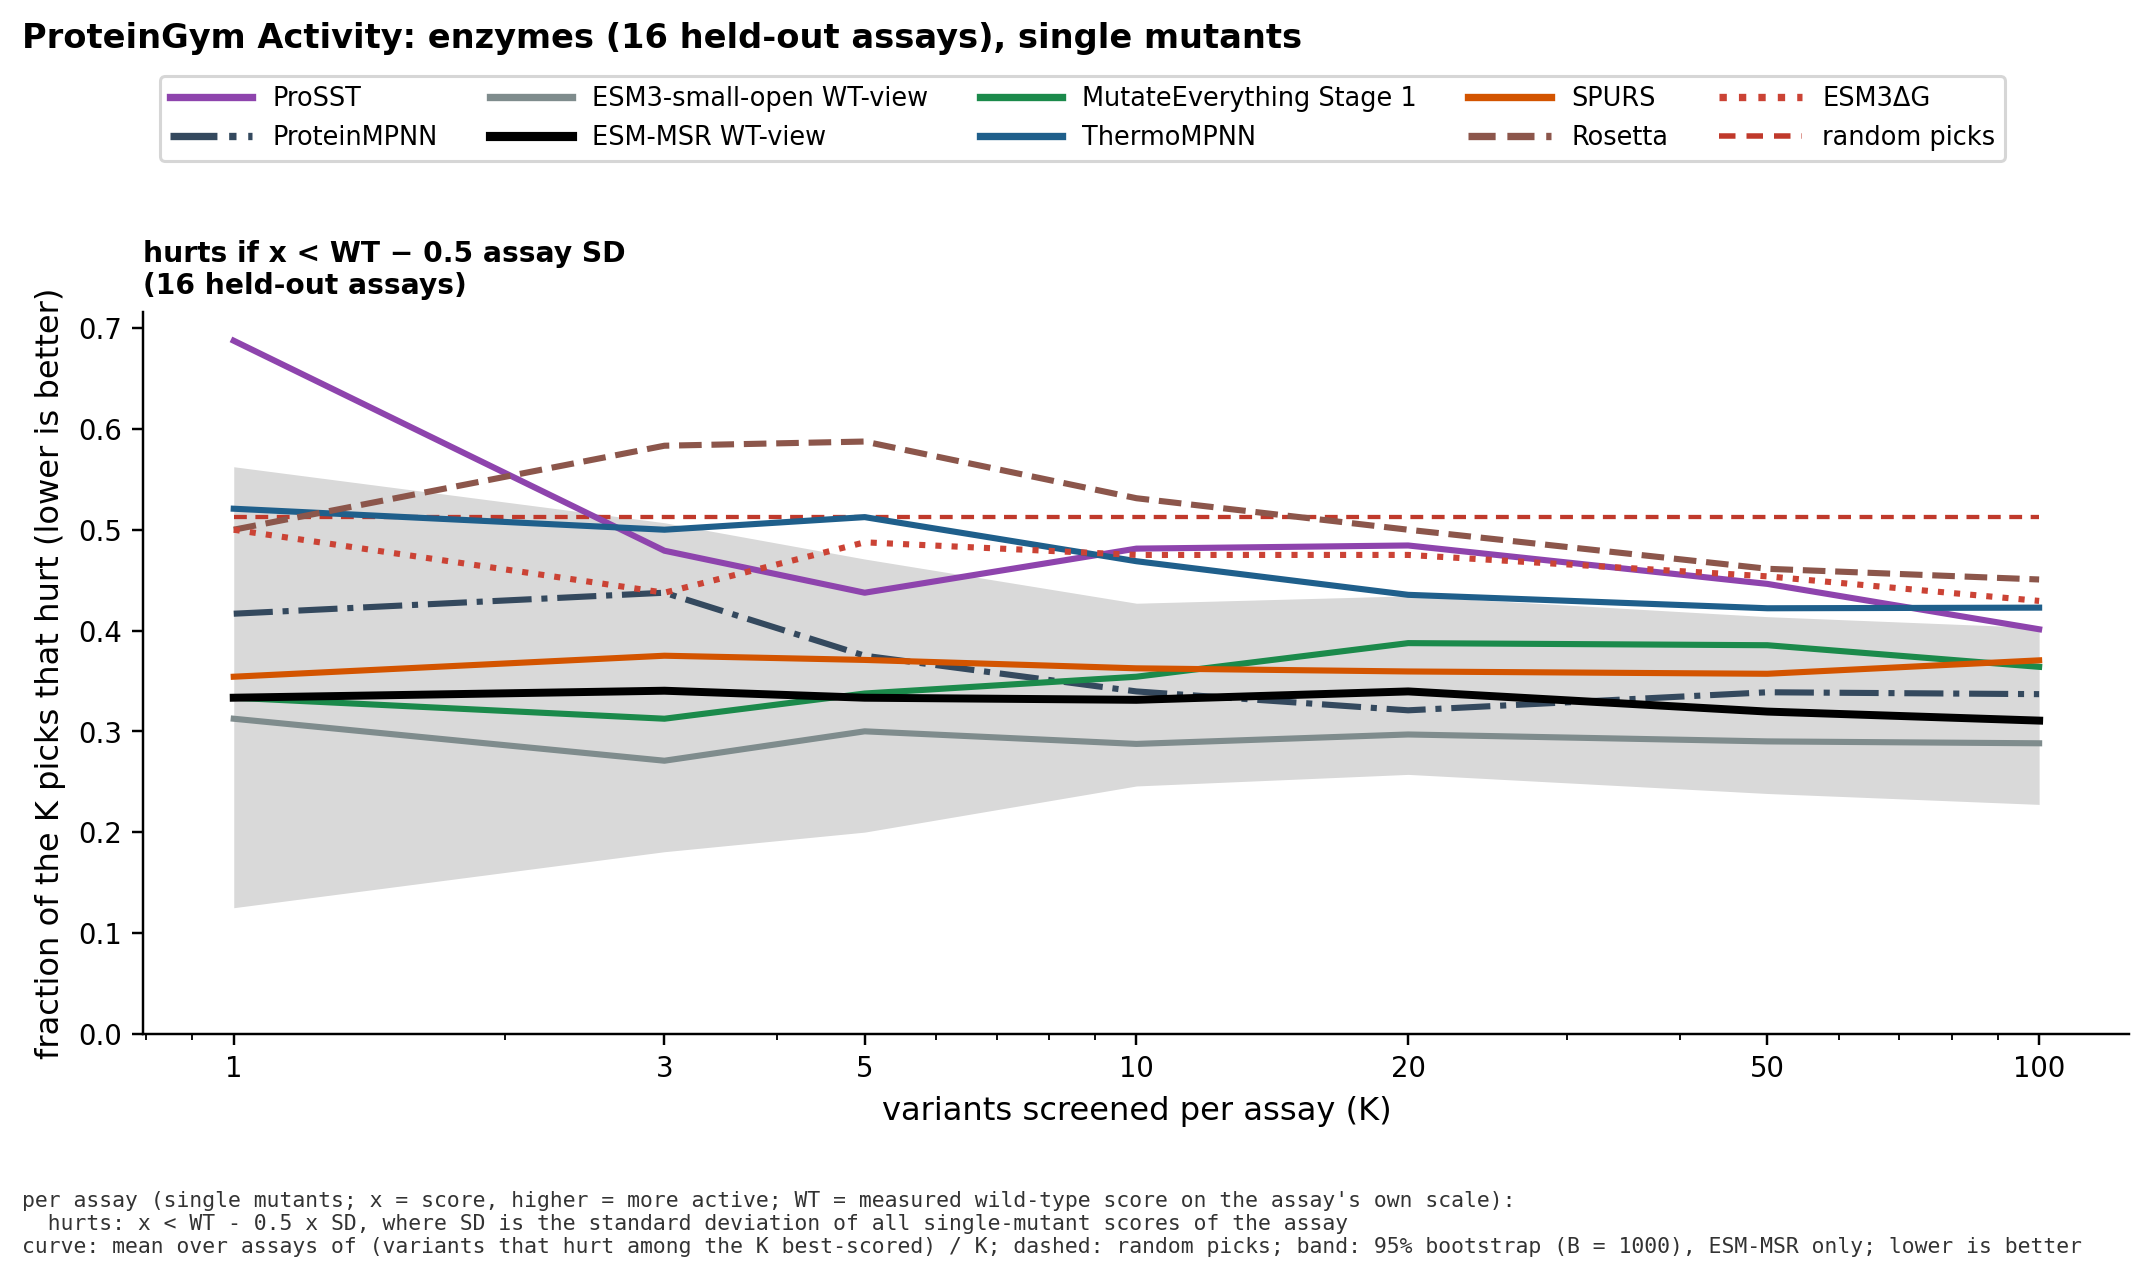 ProteinGym Activity: enzymes (16 held-out assays), single mutants
ProSST
ESM3-small-open WT-view
MutateEverything Stage 1
SPURS
ESM3ΔG
ProteinMPNN
ESM-MSR WT-view
ThermoMPNN
Rosetta
random picks
hurts if x < WT − 0.5 assay SD
(16 held-out assays)
fraction of the K picks that hurt (lower is better)
0.7
0.6
0.5
0.4
0.3
0.2
0.1
0.0
1
3
5
10
20
50
100
variants screened per assay (K)
per assay (single mutants; x = score, higher = more active; WT = measured wild-type score on the assay's own scale):
hurts: x < WT - 0.5 x SD, where SD is the standard deviation of all single-mutant scores of the assay
curve: mean over assays of (variants that hurt among the K best-scored) / K; dashed: random picks; band: 95% bootstrap (B = 1000), ESM-MSR only; lower is better